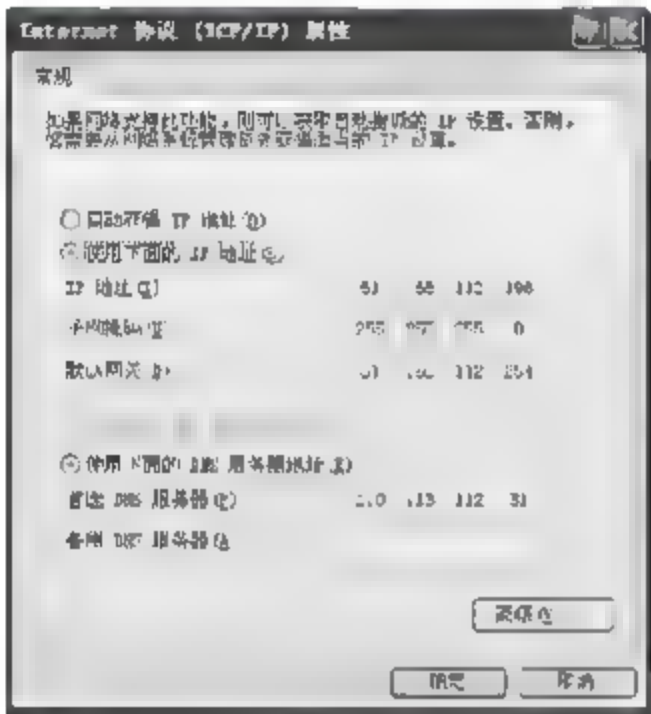 Internet 协议 (TCP/IP) 属性
常规
如果网络支持此功能，则可以获取自动指派的 IP 设置。否则，
您需要从网络系统管理员处获得适当的 IP 设置。
自动获得 IP 地址(O)
使用下面的 IP 地址(S)
IP 地址(I) 112
子网掩码(U) 255 255 255 0
默认网关(D) 112 254
使用下面的 DNS 服务器地址(E)
首选 DNS 服务器(P) 112 31
备用 DNS 服务器(A
高级(V
确定 取消